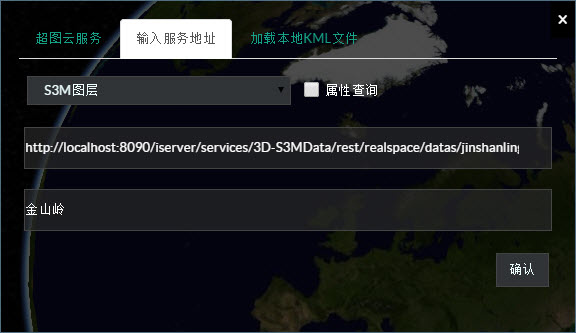 ×
超图云服务 输入服务地址 加载本地KML文件
S3M图层 属性查询
http://localhost:8090/iserver/services/3D-S3MData/rest/realspace/datas/jinshanling
金山岭
确认